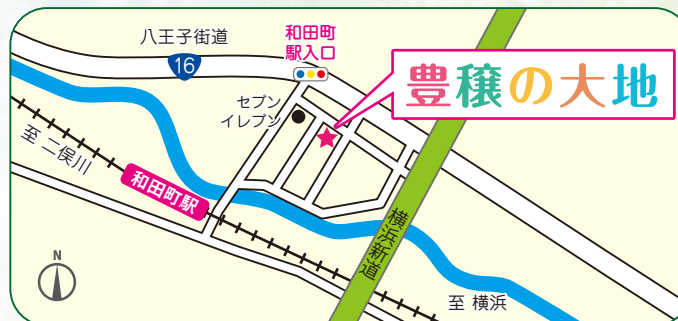 八王子街道
16
和田町
駅入口
豊穣の大地
セブン
イレブン
至 二俣川
和田町駅
横浜新道
至 横浜
N